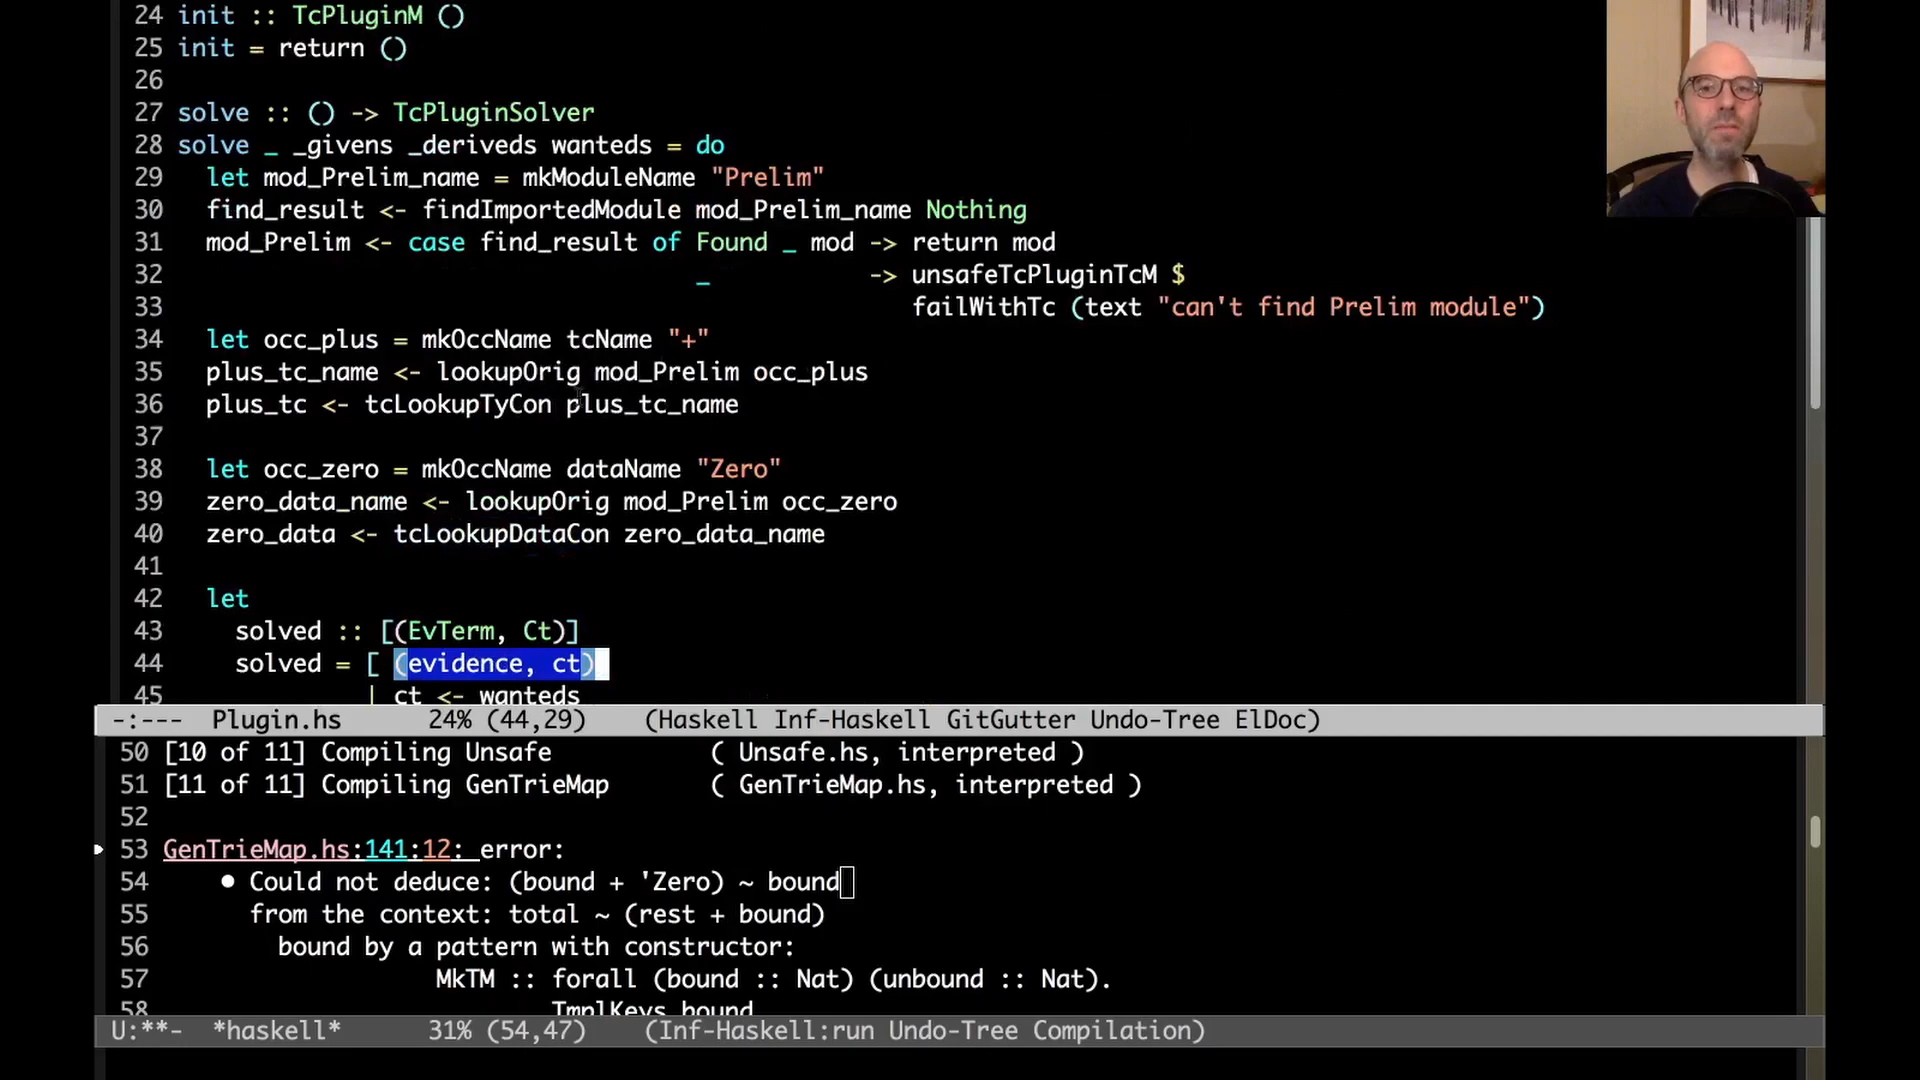 24 init :: TcPluginM ()
25 init = return ()
26
27 solve :: () -> TcPluginSolver
28 solve _ _givens _deriveds wanteds = do
29   let mod_Prelim_name = mkModuleName "Prelim"
30   find_result <- findImportedModule mod_Prelim_name Nothing
31   mod_Prelim <- case find_result of Found _ mod -> return mod
32                                     _           -> unsafeTcPluginTcM $
33                                                    failWithTc (text "can't find Prelim module")
34   let occ_plus = mkOccName tcName "+"
35   plus_tc_name <- lookupOrig mod_Prelim occ_plus
36   plus_tc <- tcLookupTyCon plus_tc_name
37
38   let occ_zero = mkOccName dataName "Zero"
39   zero_data_name <- lookupOrig mod_Prelim occ_zero
40   zero_data <- tcLookupDataCon zero_data_name
41
42   let
43     solved :: [(EvTerm, Ct)]
44     solved = [ (evidence, ct)
45              | ct <- wanteds
-:--- Plugin.hs 24% (44,29) (Haskell Inf-Haskell GitGutter Undo-Tree ElDoc)
50 [10 of 11] Compiling Unsafe ( Unsafe.hs, interpreted )
51 [11 of 11] Compiling GenTrieMap ( GenTrieMap.hs, interpreted )
52
53 GenTrieMap.hs:141:12: error:
54     • Could not deduce: (bound + 'Zero) ~ bound
55       from the context: total ~ (rest + bound)
56         bound by a pattern with constructor:
57                    MkTM :: forall (bound :: Nat) (unbound :: Nat).
58                            TmplKeys bound
U:**- *haskell* 31% (54,47) (Inf-Haskell:run Undo-Tree Compilation)